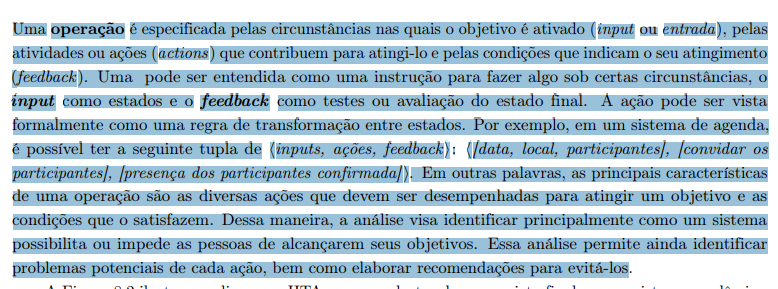 Uma operação é especificada pelas circunstâncias nas quais o objetivo é ativado (input ou entrada), pelas
atividades ou ações (actions) que contribuem para atingi-lo e pelas condições que indicam o seu atingimento
(feedback). Uma pode ser entendida como uma instrução para fazer algo sob certas circunstâncias, o
input como estados e o feedback como testes ou avaliação do estado final. A ação pode ser vista
formalmente como uma regra de transformação entre estados. Por exemplo, em um sistema de agenda,
é possível ter a seguinte tupla de ⟨inputs, ações, feedback⟩: ⟨[data, local, participantes], [convidar os
participantes], [presença dos participantes confirmada]⟩. Em outras palavras, as principais características
de uma operação são as diversas ações que devem ser desempenhadas para atingir um objetivo e as
condições que o satisfazem. Dessa maneira, a análise visa identificar principalmente como um sistema
possibilita ou impede as pessoas de alcançarem seus objetivos. Essa análise permite ainda identificar
problemas potenciais de cada ação, bem como elaborar recomendações para evitá-los.